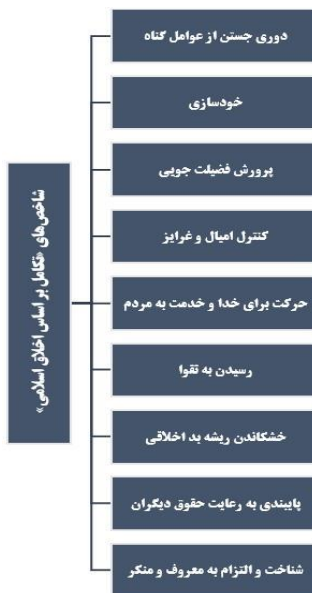 شاخص‌های «تکامل بر اساس اخلاق اسلامی»
دوری جستن از عوامل گناه
خودسازی
پرورش فضیلت جویی
کنترل امیال و غرایز
حرکت برای خدا و خدمت به مردم
رسیدن به تقوا
خشکاندن ریشه بد اخلاقی
پایبندی به رعایت حقوق دیگران
شناخت و التزام به معروف و منکر